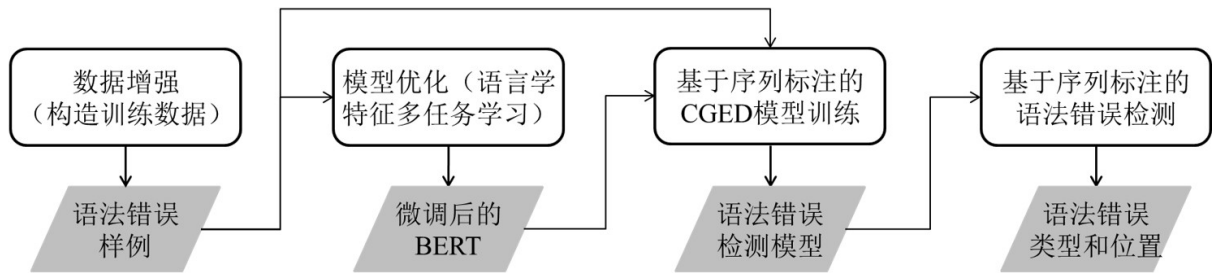 数据增强
（构造训练数据）
模型优化（语言学
特征多任务学习）
基于序列标注的
CGED模型训练
基于序列标注的
语法错误检测
语法错误
样例
微调后的
BERT
语法错误
检测模型
语法错误
类型和位置